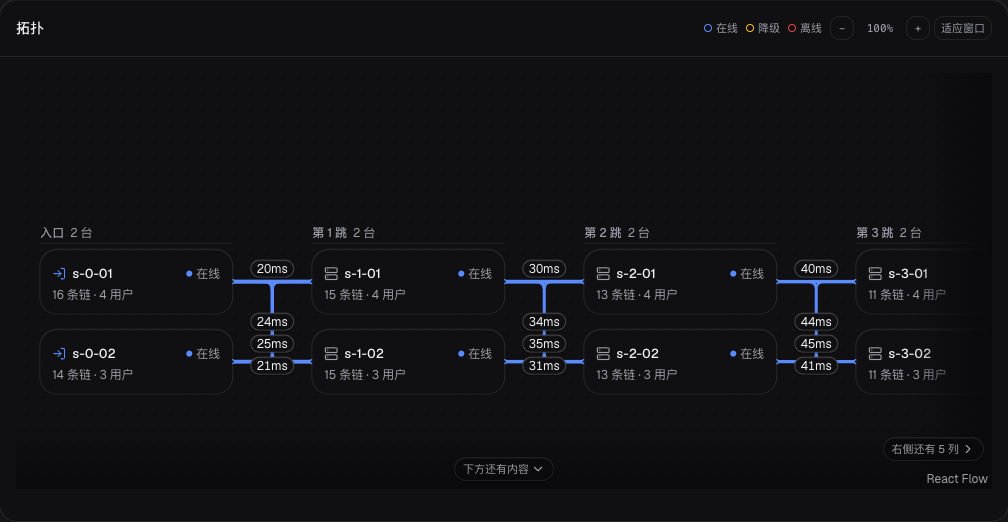 拓扑
在线 降级 离线 − 100% + 适应窗口
入口 2 台 第 1 跳 2 台 第 2 跳 2 台 第 3 跳 2 台
s-0-01 在线 20ms s-1-01 在线 30ms s-2-01 在线 40ms s-3-01
16 条链 · 4 用户 15 条链 · 4 用户 13 条链 · 4 用户 11 条链 · 4 用户
24ms 34ms 44ms
25ms 35ms 45ms
s-0-02 在线 21ms s-1-02 在线 31ms s-2-02 在线 41ms s-3-02
14 条链 · 3 用户 15 条链 · 3 用户 13 条链 · 3 用户 11 条链 · 3 用户
右侧还有 5 列
下方还有内容
React Flow